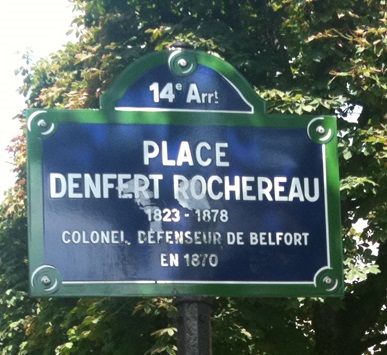 14e Arrt
PLACE
DENFERT ROCHEREAU
1823 - 1878
COLONEL, DÉFENSEUR DE BELFORT
EN 1870